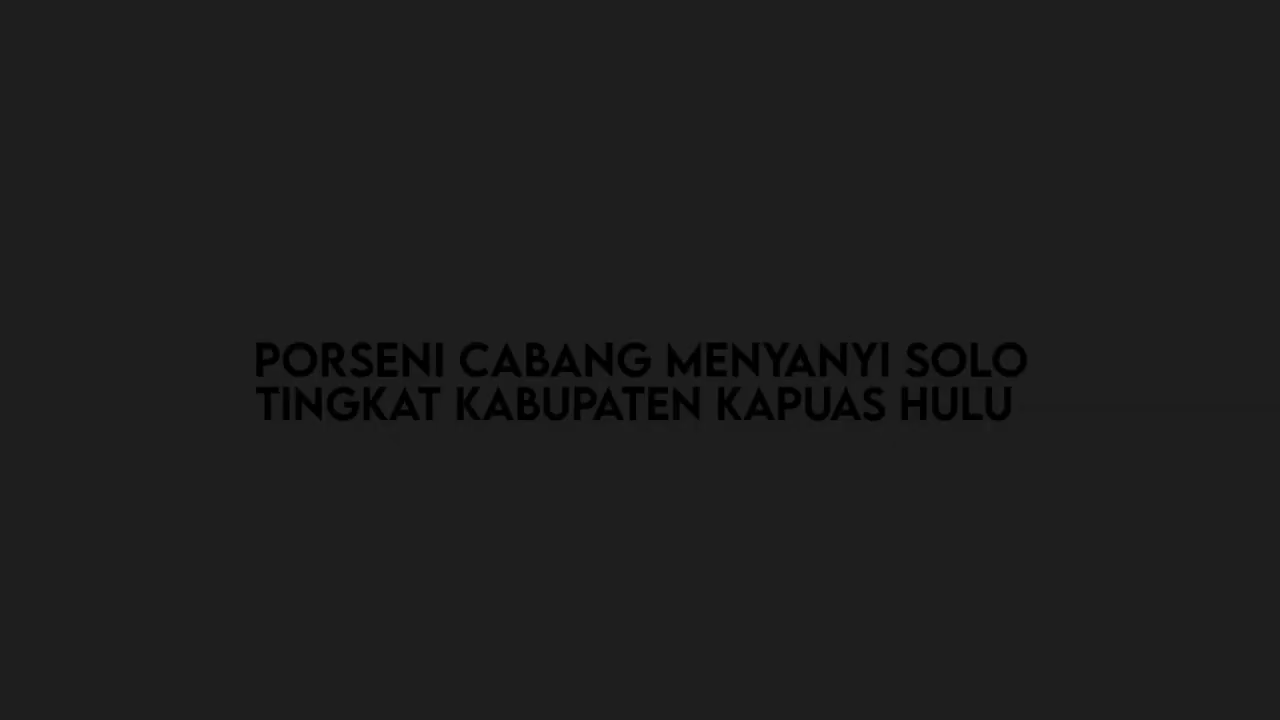 PORSENI CABANG MENYANYI SOLO
TINGKAT KABUPATEN KAPUAS HULU